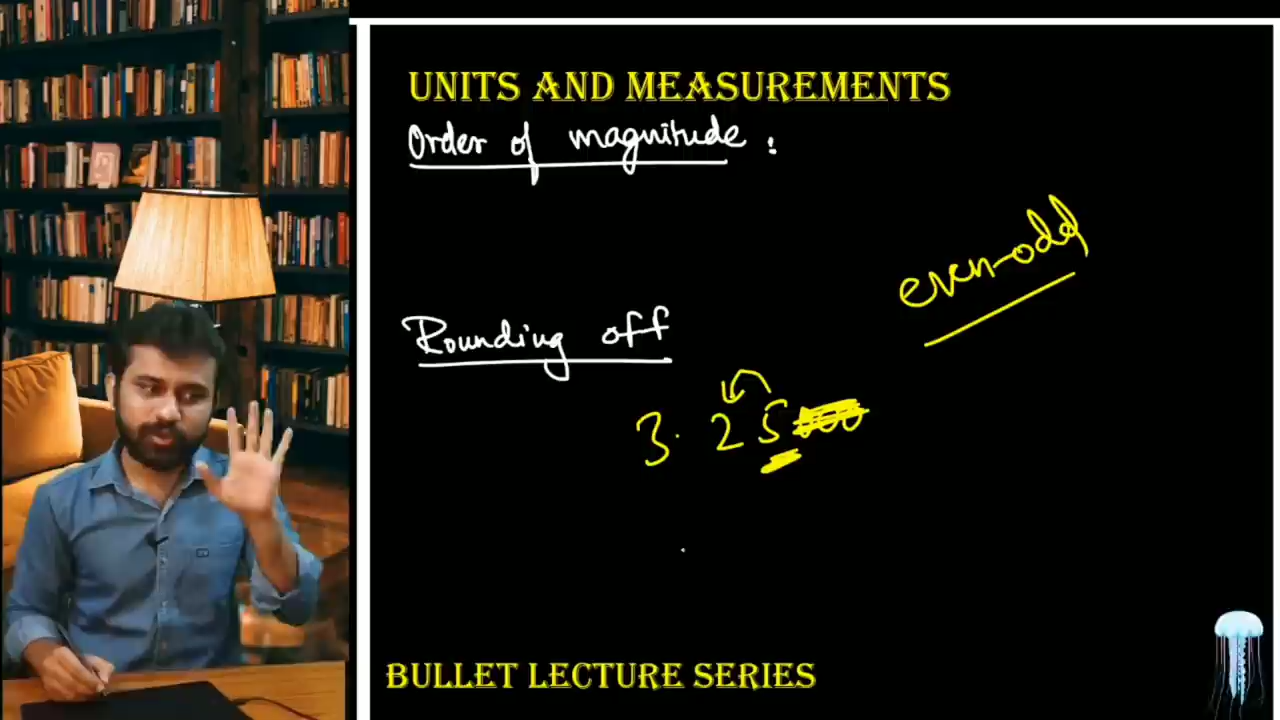 UNITS AND MEASUREMENTS
Order of magnitude :
even-odd
Rounding off
3. 2 5
BULLET LECTURE SERIES